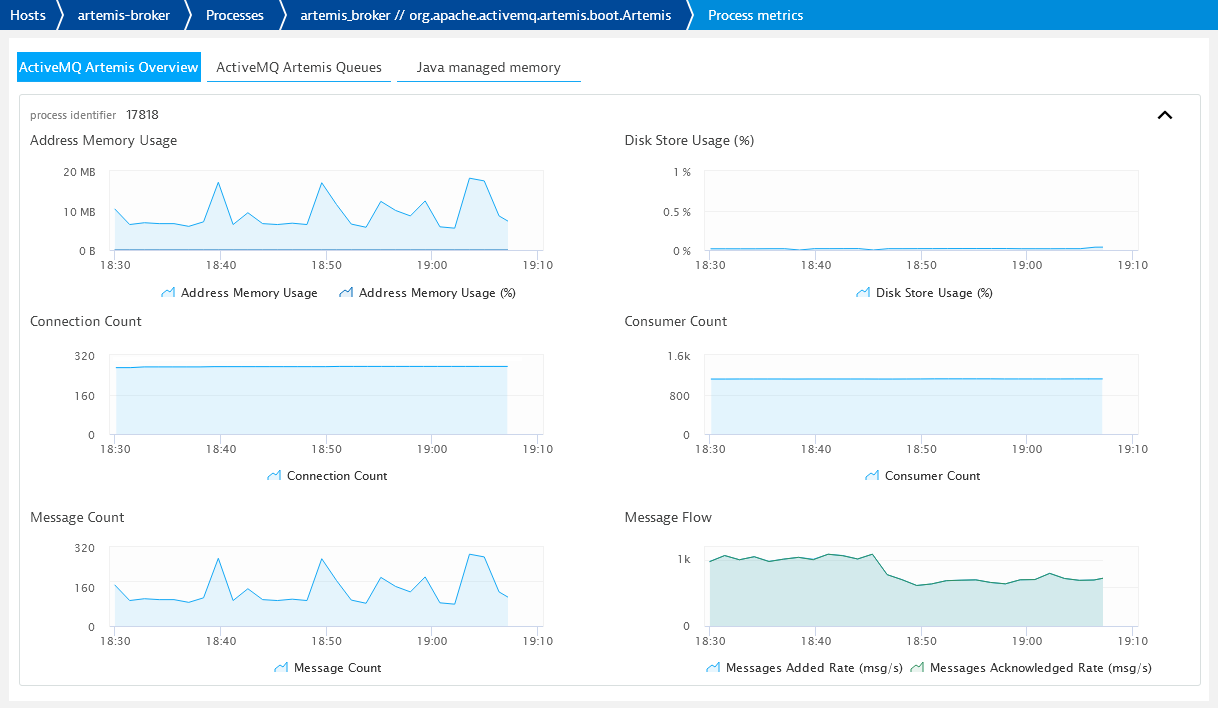 Hosts artemis-broker Processes artemis_broker // org.apache.activemq.artemis.boot.Artemis Process metrics
ActiveMQ Artemis Overview ActiveMQ Artemis Queues Java managed memory
process identifier 17818
Address Memory Usage
20 MB
10 MB
0 B
18:30 18:40 18:50 19:00 19:10
Address Memory Usage Address Memory Usage (%)
Disk Store Usage (%)
1 %
0.5 %
0 %
18:30 18:40 18:50 19:00 19:10
Disk Store Usage (%)
Connection Count
320
160
0
18:30 18:40 18:50 19:00 19:10
Connection Count
Consumer Count
1.6k
800
0
18:30 18:40 18:50 19:00 19:10
Consumer Count
Message Count
320
160
0
18:30 18:40 18:50 19:00 19:10
Message Count
Message Flow
1k
0
18:30 18:40 18:50 19:00 19:10
Messages Added Rate (msg/s) Messages Acknowledged Rate (msg/s)